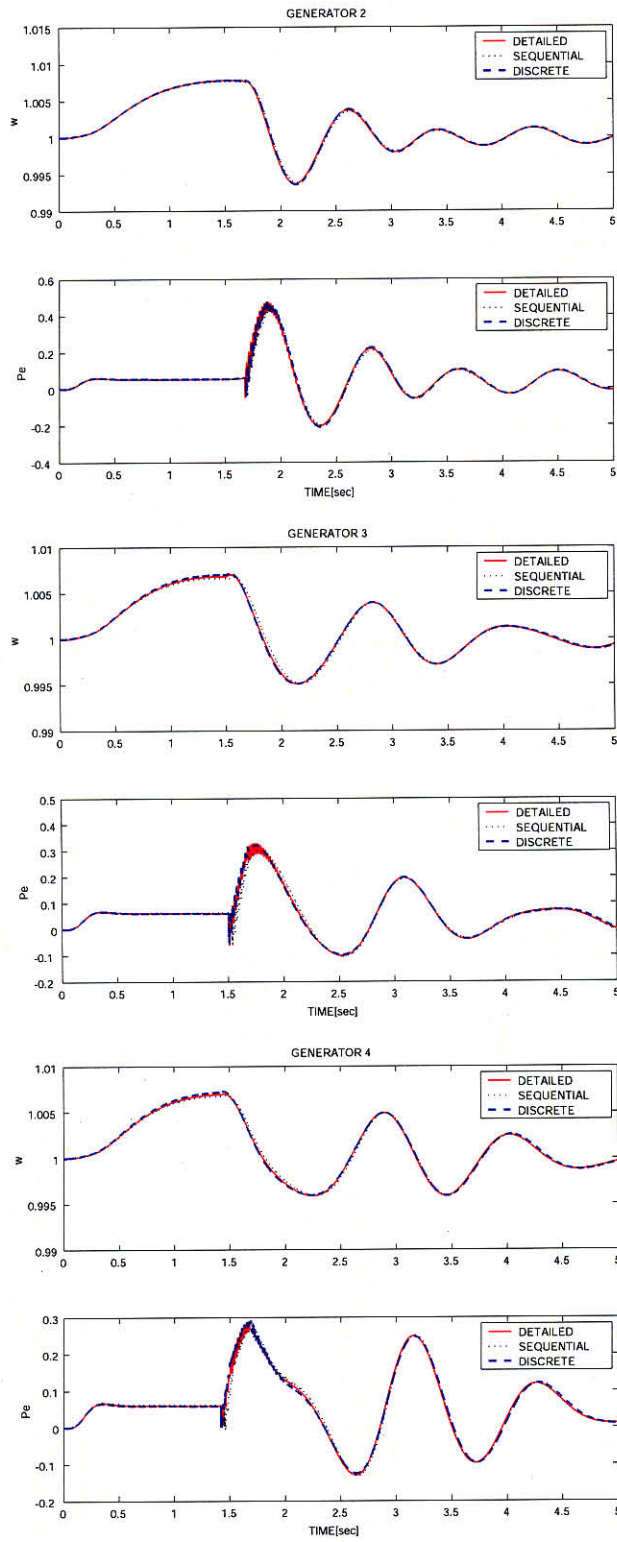 GENERATOR 2
1.015
1.01
1.005
1
0.995
0.99
w
DETAILED
SEQUENTIAL
DISCRETE
0 0.5 1 1.5 2 2.5 3 3.5 4 4.5 5
0.6
0.4
0.2
0
-0.2
-0.4
Pe
DETAILED
SEQUENTIAL
DISCRETE
0 0.5 1 1.5 2 2.5 3 3.5 4 4.5 5
TIME[sec]
GENERATOR 3
1.01
1.005
1
0.995
0.99
w
DETAILED
SEQUENTIAL
DISCRETE
0 0.5 1 1.5 2 2.5 3 3.5 4 4.5 5
0.5
0.4
0.3
0.2
0.1
0
-0.1
-0.2
Pe
DETAILED
SEQUENTIAL
DISCRETE
0 0.5 1 1.5 2 2.5 3 3.5 4 4.5 5
TIME[sec]
GENERATOR 4
1.01
1.005
1
0.995
0.99
w
DETAILED
SEQUENTIAL
DISCRETE
0 0.5 1 1.5 2 2.5 3 3.5 4 4.5 5
0.3
0.2
0.1
0
-0.1
-0.2
Pe
DETAILED
SEQUENTIAL
DISCRETE
0 0.5 1 1.5 2 2.5 3 3.5 4 4.5 5
TIME[sec]